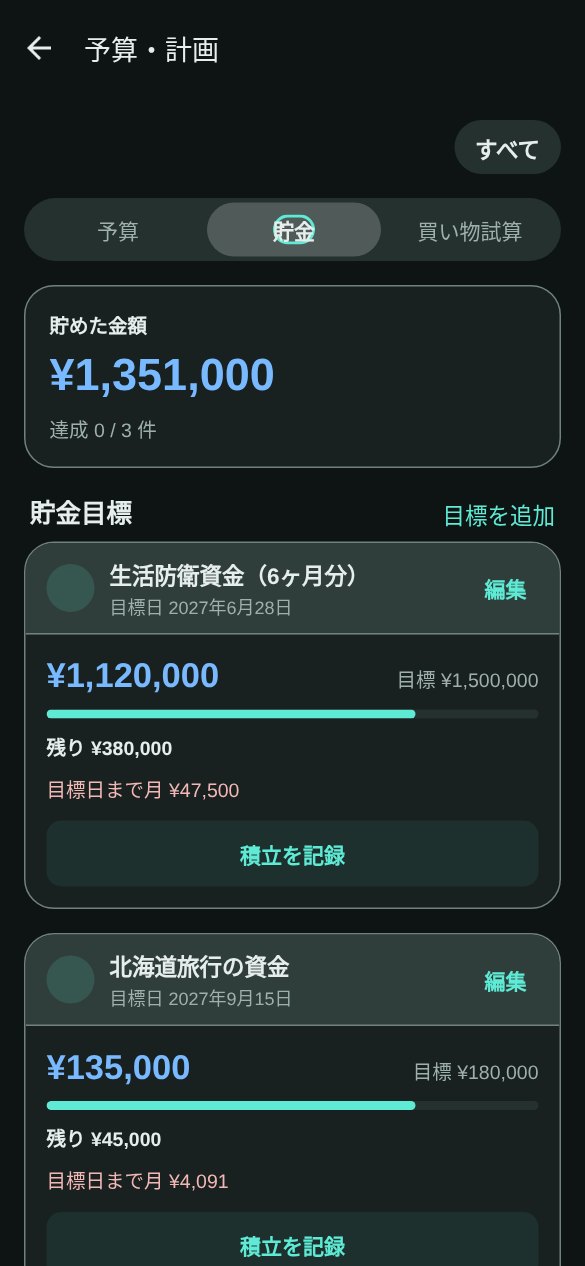 予算・計画
すべて
予算
貯金
買い物試算
貯めた金額
¥1,351,000
達成 0 / 3 件
貯金目標
目標を追加
生活防衛資金（6ヶ月分）
目標日 2027年6月28日
編集
¥1,120,000
目標 ¥1,500,000
残り ¥380,000
目標日まで月 ¥47,500
積立を記録
北海道旅行の資金
目標日 2027年9月15日
編集
¥135,000
目標 ¥180,000
残り ¥45,000
目標日まで月 ¥4,091
積立を記録